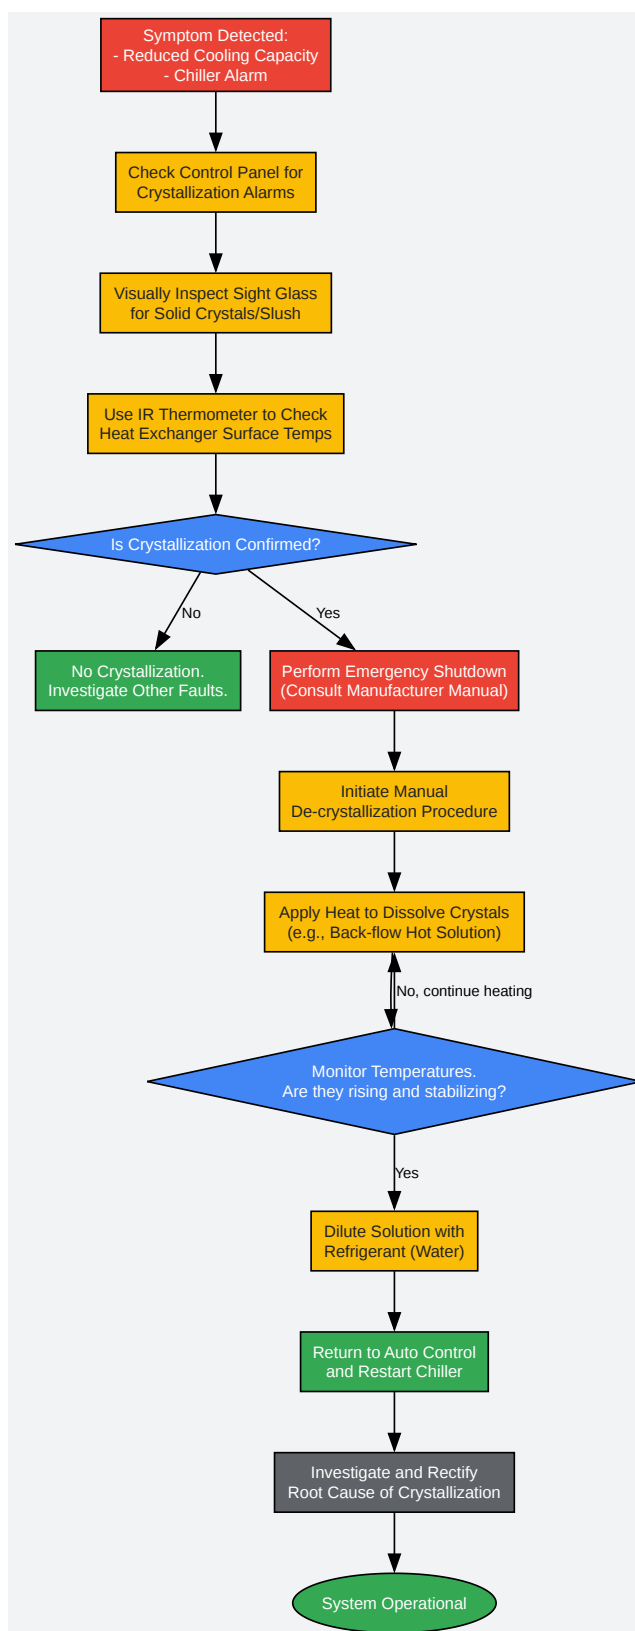 Symptom Detected:
- Reduced Cooling Capacity
- Chiller Alarm
Check Control Panel for
Crystallization Alarms
Visually Inspect Sight Glass
for Solid Crystals/Slush
Use IR Thermometer to Check
Heat Exchanger Surface Temps
Is Crystallization Confirmed?
No
Yes
No Crystallization.
Investigate Other Faults.
Perform Emergency Shutdown
(Consult Manufacturer Manual)
Initiate Manual
De-crystallization Procedure
Apply Heat to Dissolve Crystals
(e.g., Back-flow Hot Solution)
No, continue heating
Monitor Temperatures.
Are they rising and stabilizing?
Yes
Dilute Solution with
Refrigerant (Water)
Return to Auto Control
and Restart Chiller
Investigate and Rectify
Root Cause of Crystallization
System Operational